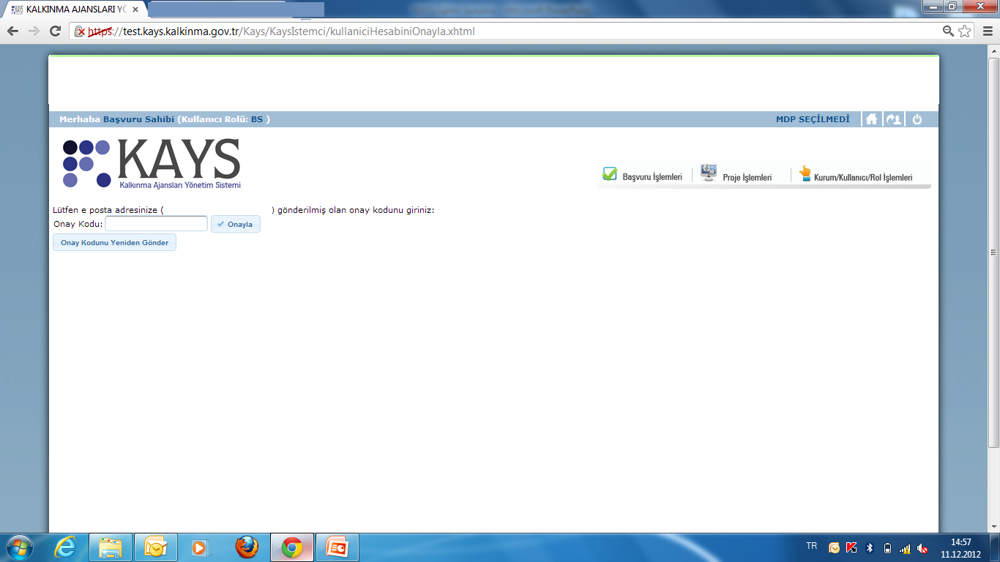 KALKINMA AJANSLARI YÖ
https://test.kays.kalkinma.gov.tr/Kays/KaysIstemci/kullaniciHesabiniOnayla.xhtml
Merhaba Başvuru Sahibi (Kullanıcı Rolü: BS )
MDP SEÇİLMEDİ
KAYS
Kalkınma Ajansları Yönetim Sistemi
Başvuru İşlemleri
Proje İşlemleri
Kurum/Kullanıcı/Rol İşlemleri
Lütfen e posta adresinize ( ) gönderilmiş olan onay kodunu giriniz:
Onay Kodu:
Onayla
Onay Kodunu Yeniden Gönder
TR
14:57
11.12.2012